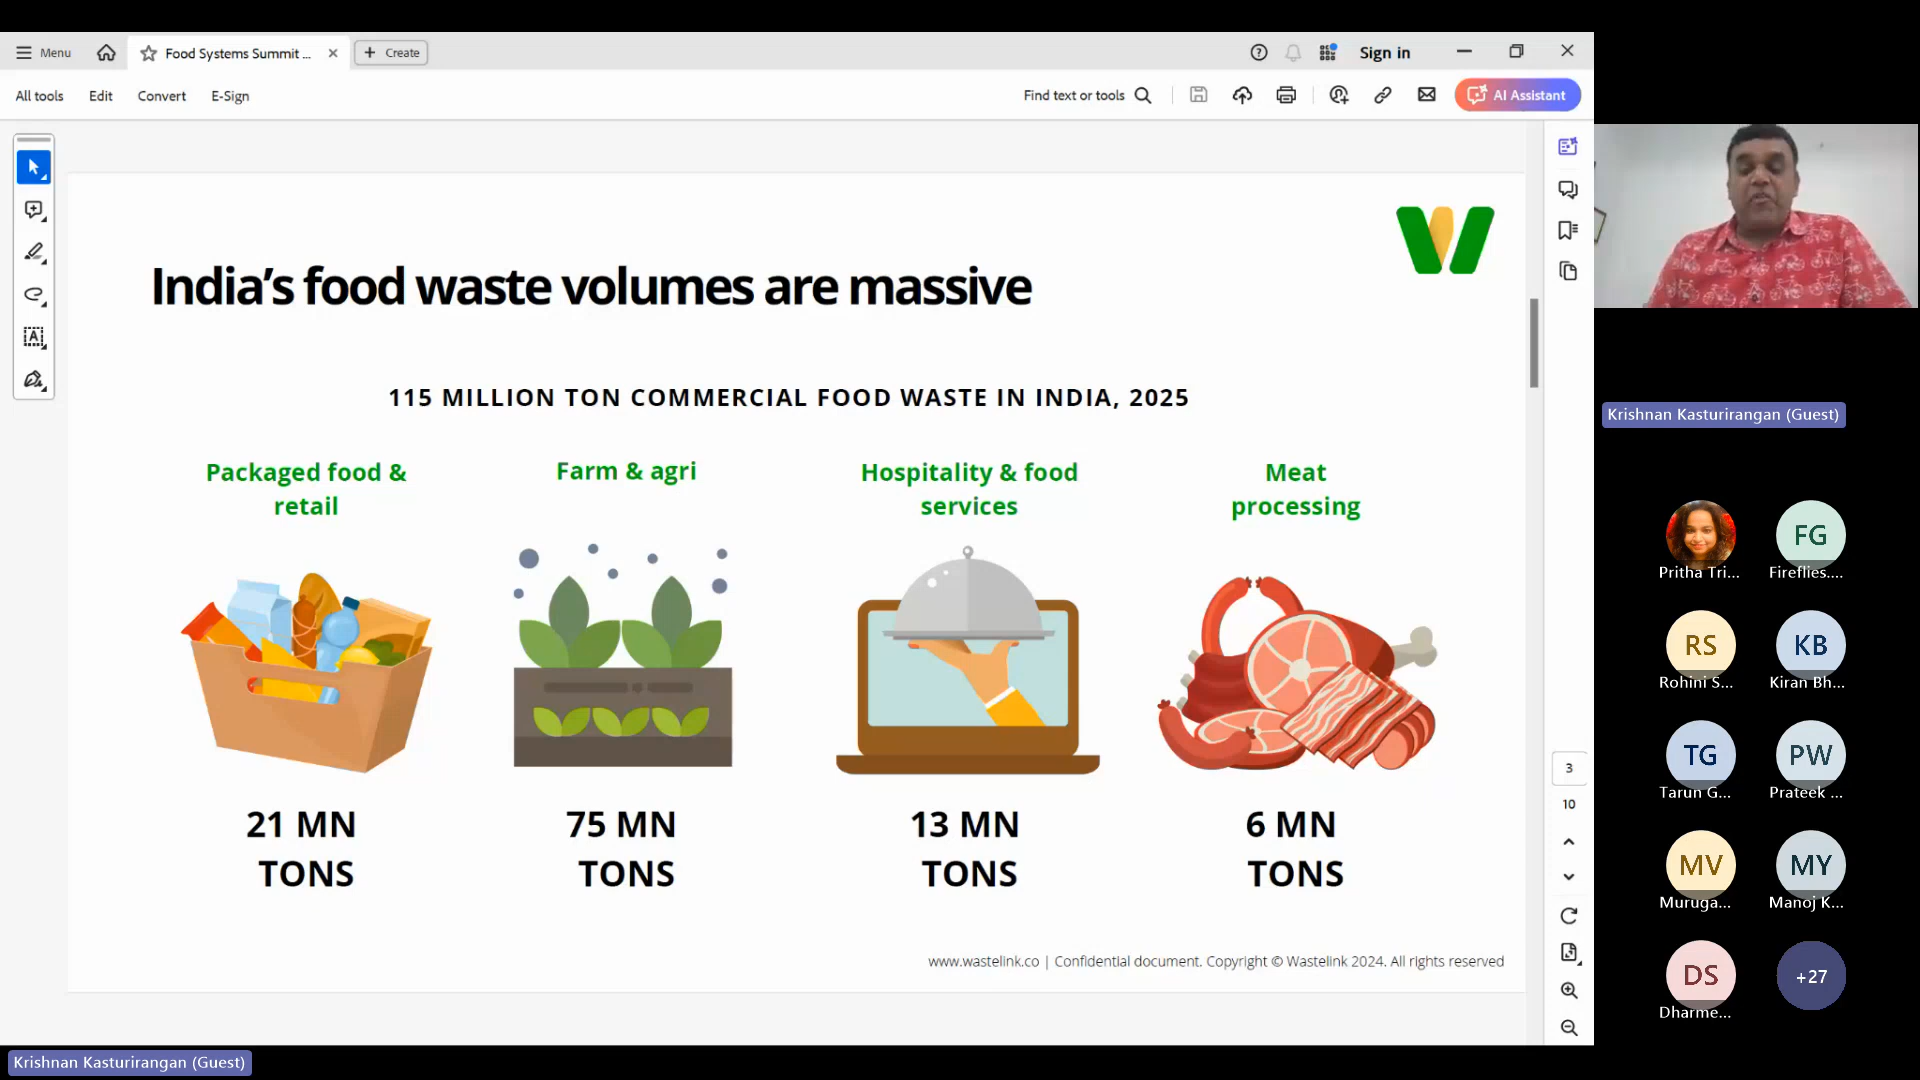 Menu
Food Systems Summit ...
Create
Sign in
All tools
Edit
Convert
E-Sign
Find text or tools
AI Assistant
India's food waste volumes are massive
115 MILLION TON COMMERCIAL FOOD WASTE IN INDIA, 2025
Packaged food &
retail
Farm & agri
Hospitality & food
services
Meat
processing
21 MN
TONS
75 MN
TONS
13 MN
TONS
6 MN
TONS
www.wastelink.co | Confidential document. Copyright © Wastelink 2024. All rights reserved
3
10
Krishnan Kasturirangan (Guest)
Pritha Tri...
FG
Fireflies....
RS
Rohini S...
KB
Kiran Bh...
TG
Tarun G...
PW
Prateek ...
MV
Muruga...
MY
Manoj K...
DS
Dharme...
+27
Krishnan Kasturirangan (Guest)